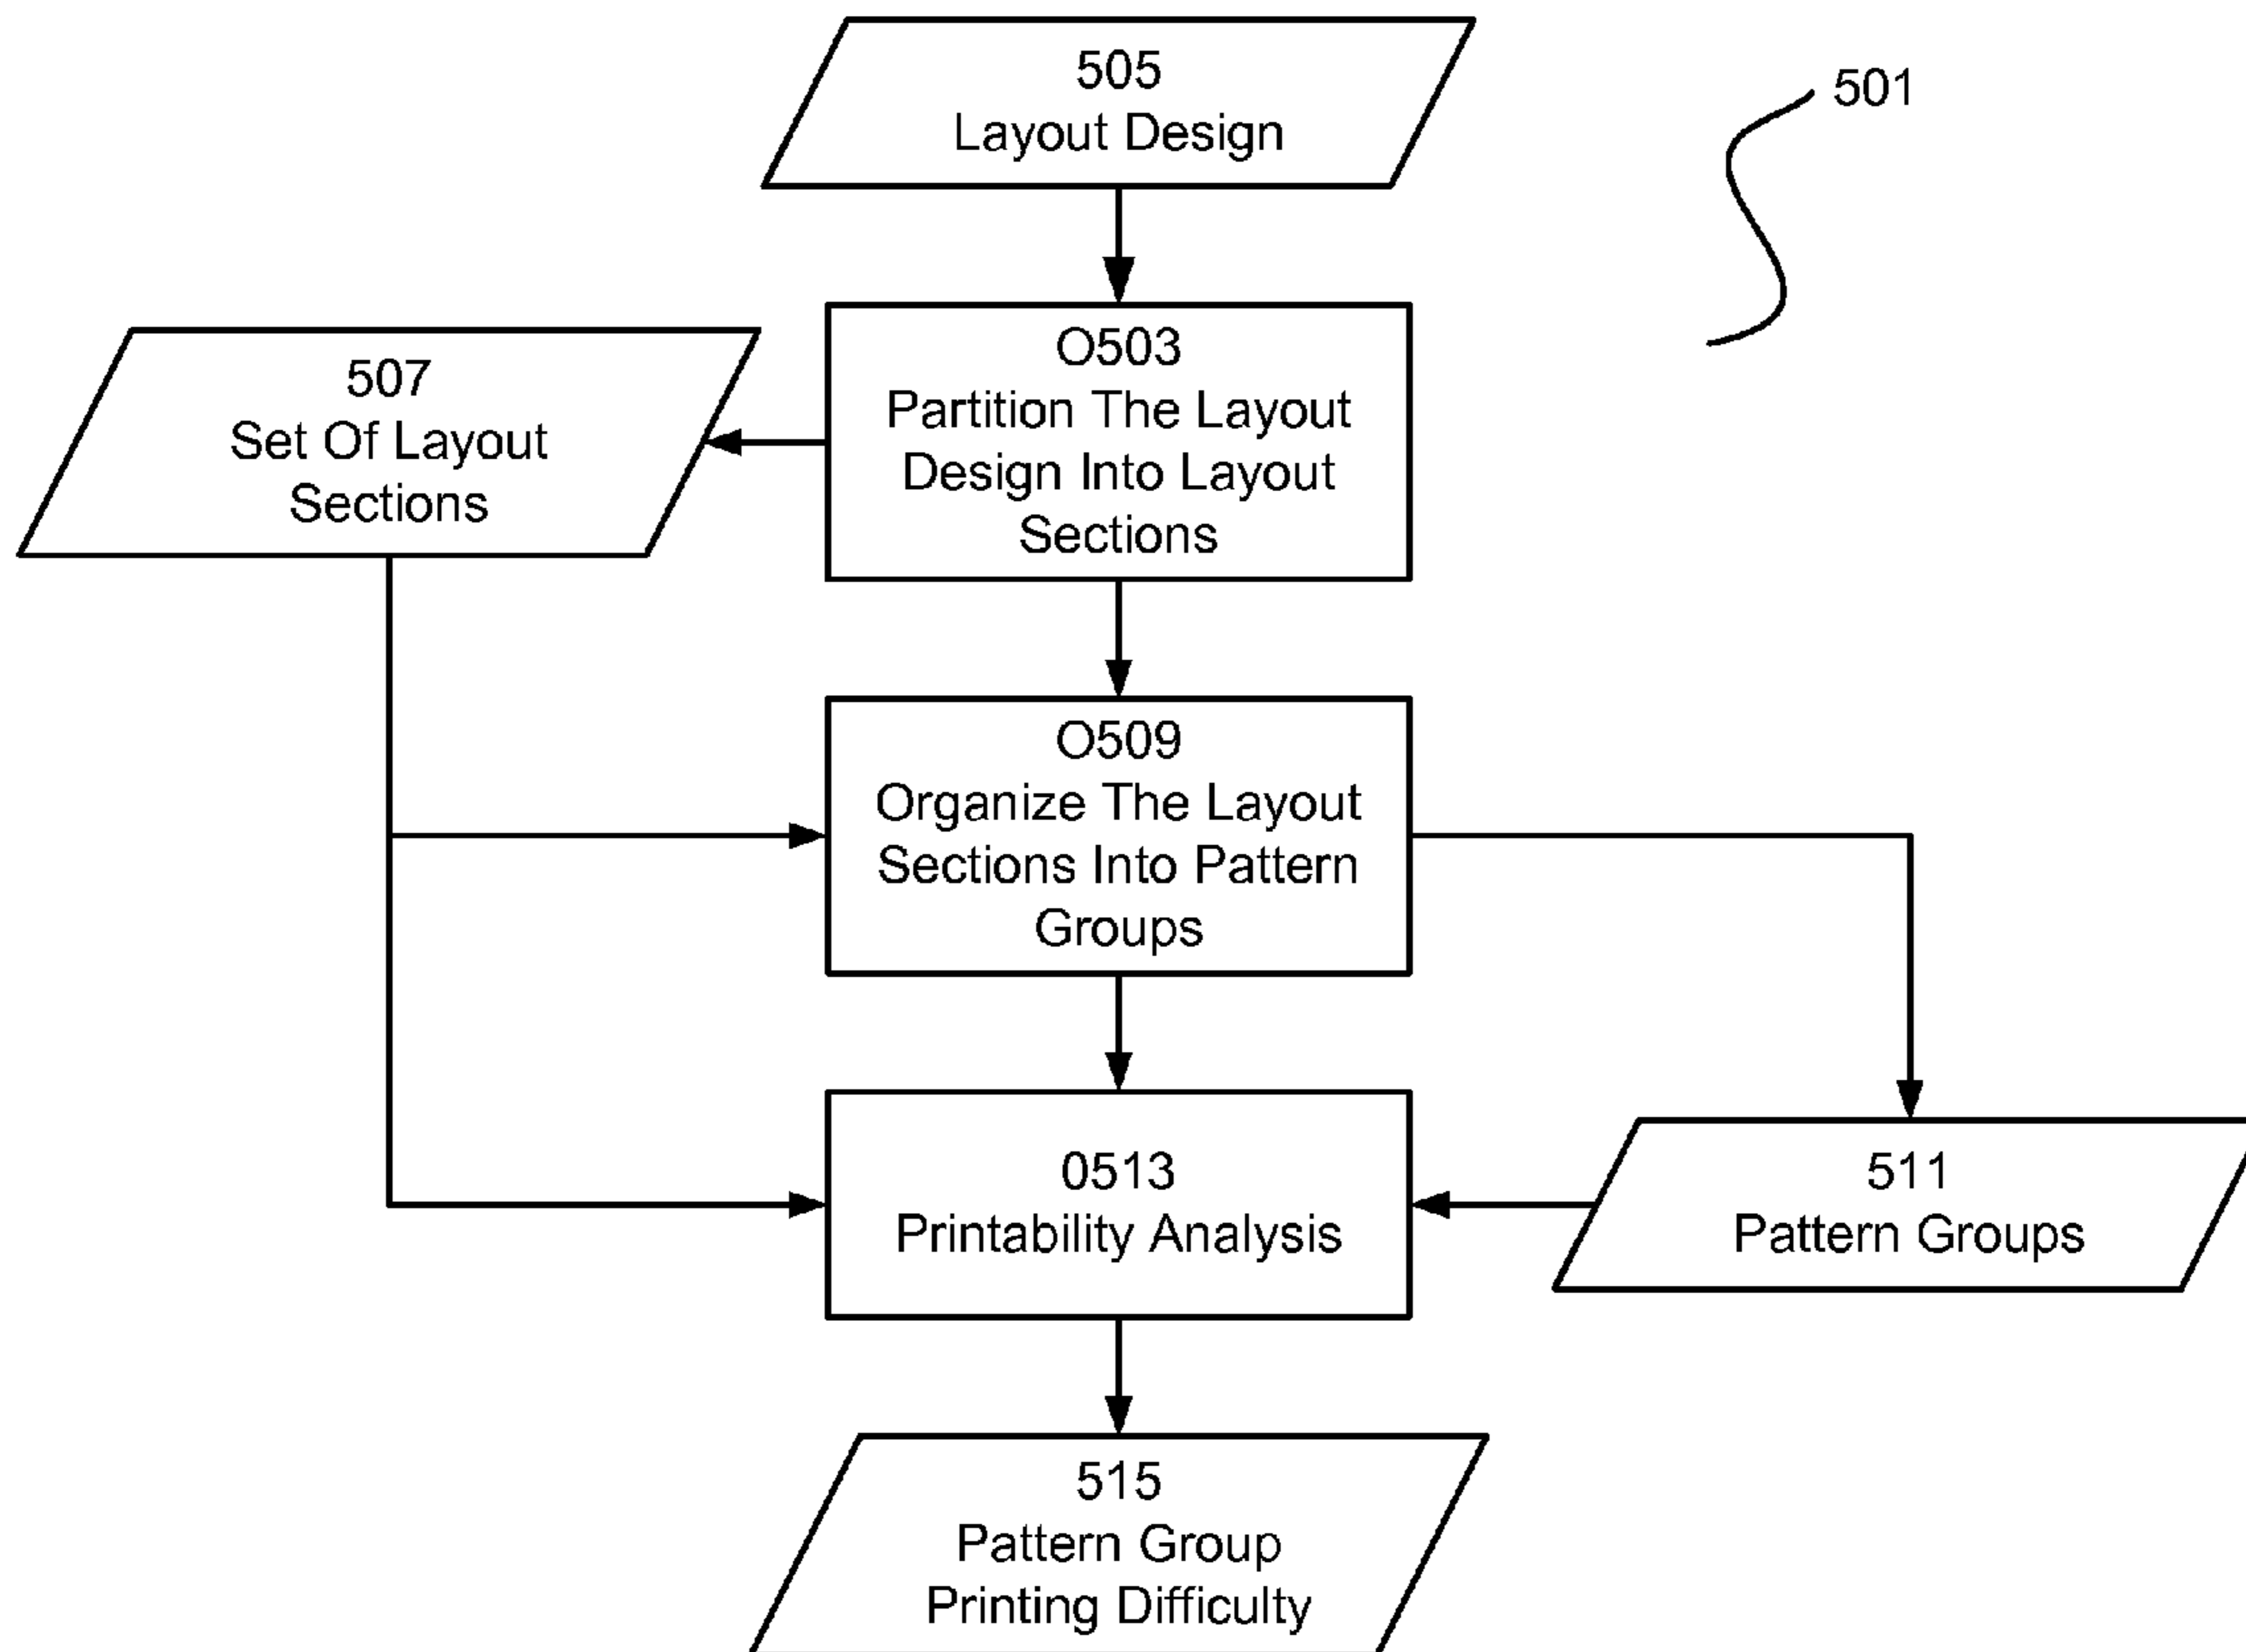 505
Layout Design
501
O503
Partition The Layout
Design Into Layout
Sections
507
Set Of Layout
Sections
O509
Organize The Layout
Sections Into Pattern
Groups
0513
Printability Analysis
511
Pattern Groups
515
Pattern Group
Printing Difficulty